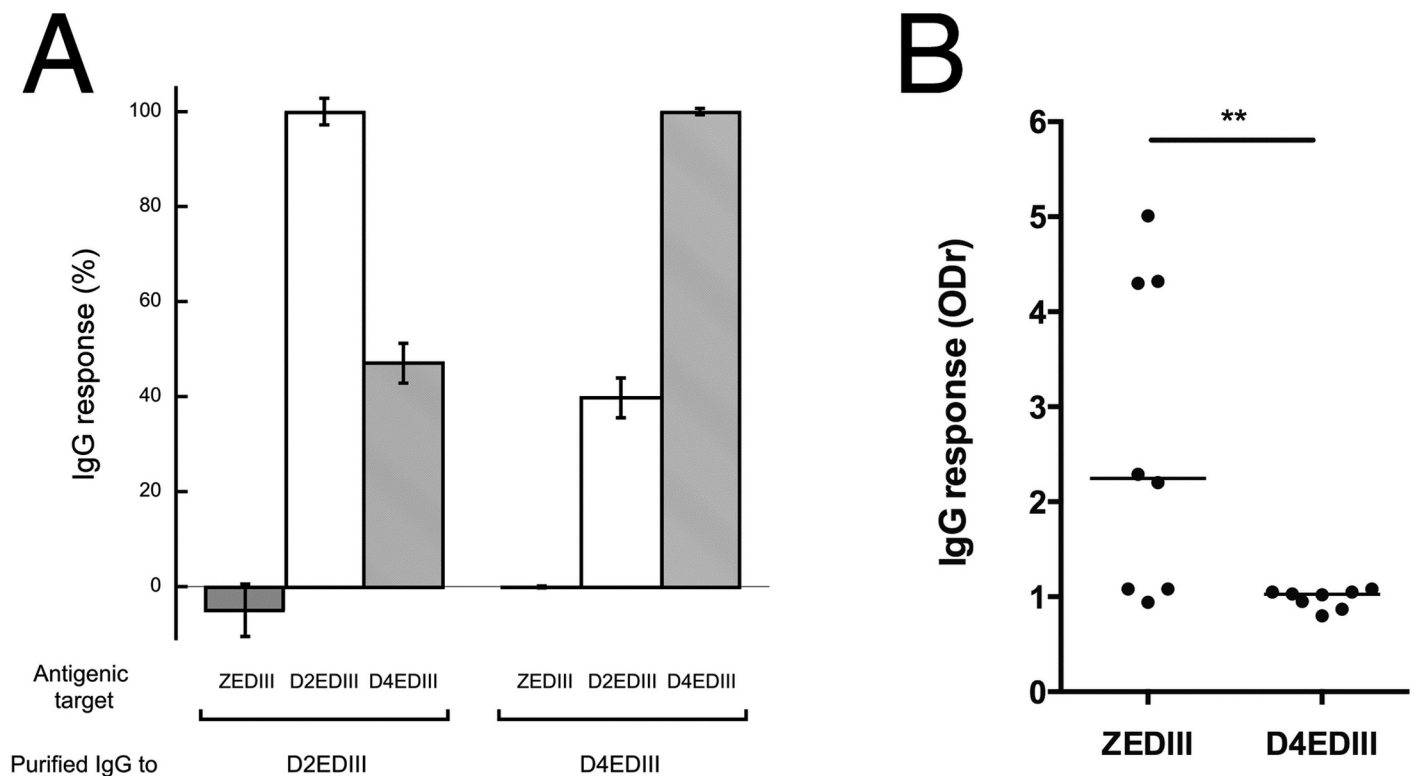 A
IgG response (%)
100
80
60
40
20
0
Antigenic
target
ZEDIII D2EDIII D4EDIII ZEDIII D2EDIII D4EDIII
Purified IgG to D2EDIII D4EDIII
B
**
IgG response (ODr)
6
5
4
3
2
1
0
ZEDIII D4EDIII